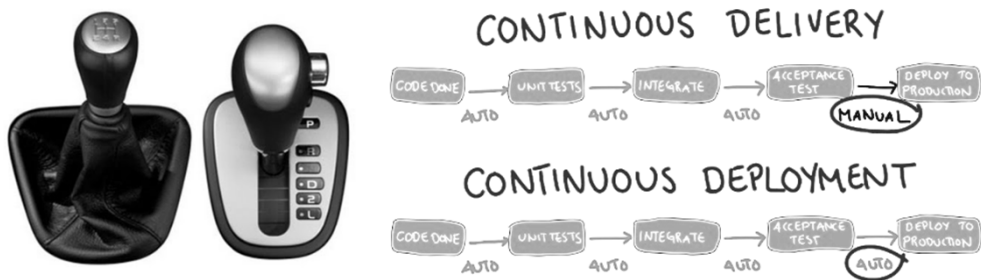 CONTINUOUS DELIVERY
CODE DONE
UNIT TESTS
INTEGRATE
ACCEPTANCE
TEST
DEPLOY TO
PRODUCTION
AUTO
AUTO
AUTO
MANUAL
CONTINUOUS DEPLOYMENT
CODE DONE
UNIT TESTS
INTEGRATE
ACCEPTANCE
TEST
DEPLOY TO
PRODUCTION
AUTO
AUTO
AUTO
AUTO
P
R
D
2
L